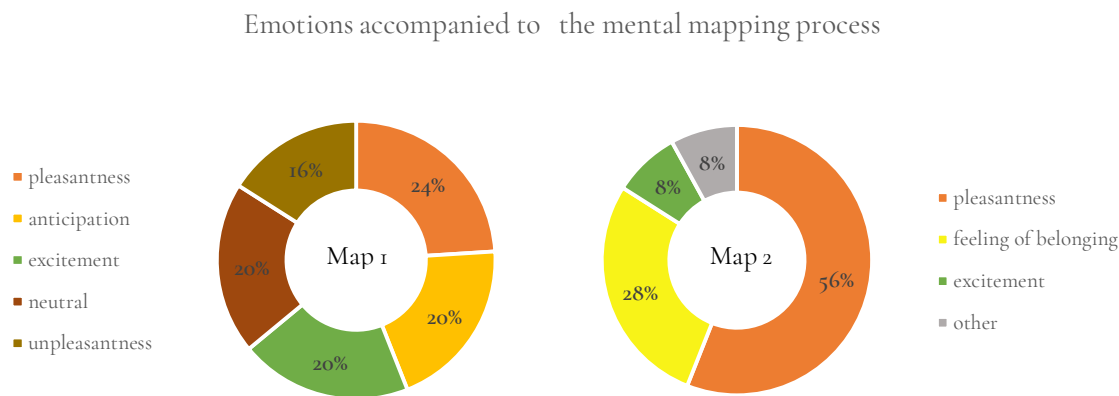 Emotions accompanied to the mental mapping process
pleasantness
anticipation
excitement
neutral
unpleasantness
16%
24%
20%
20%
20%
Map 1
8%
8%
28%
56%
Map 2
pleasantness
feeling of belonging
excitement
other